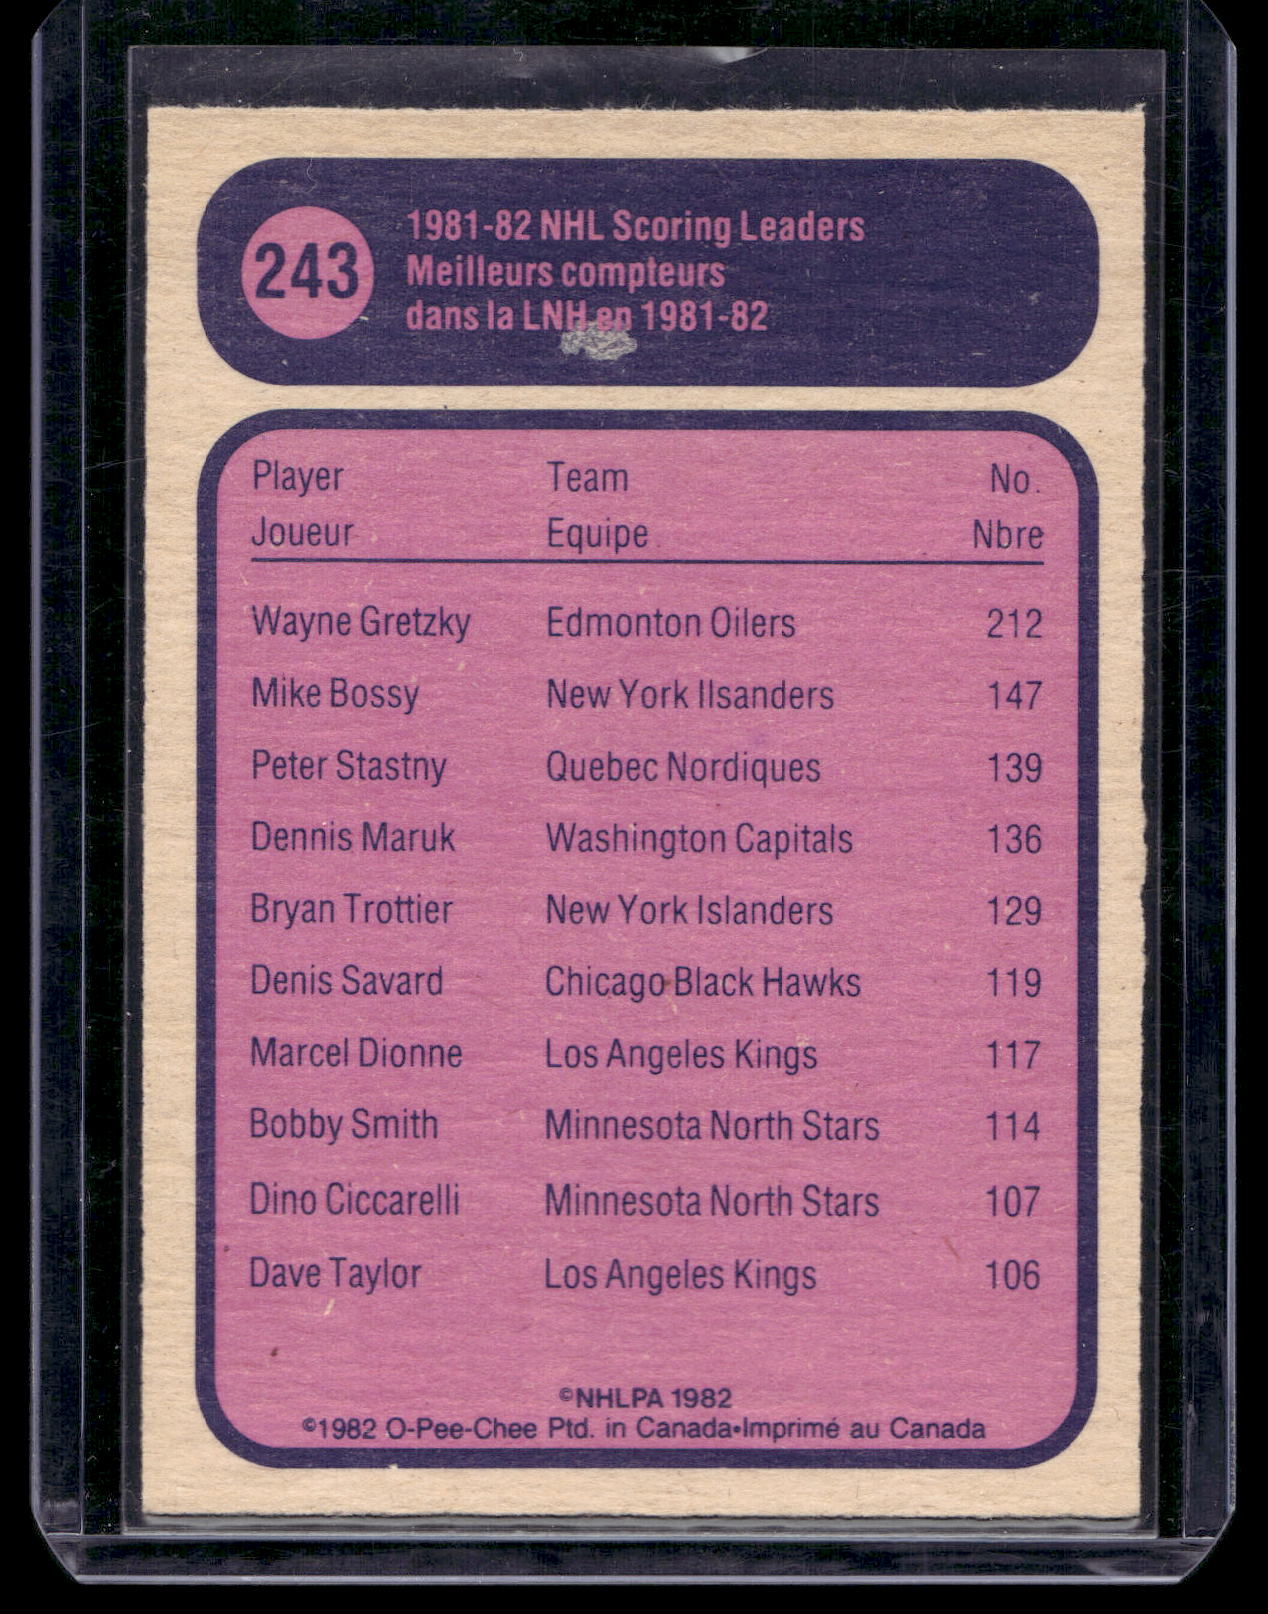 243
1981-82 NHL Scoring Leaders
Meilleurs compteurs
dans la LNH en 1981-82
Player Team No.
Joueur Equipe Nbre
Wayne Gretzky Edmonton Oilers 212
Mike Bossy New York Ilsanders 147
Peter Stastny Quebec Nordiques 139
Dennis Maruk Washington Capitals 136
Bryan Trottier New York Islanders 129
Denis Savard Chicago Black Hawks 119
Marcel Dionne Los Angeles Kings 117
Bobby Smith Minnesota North Stars 114
Dino Ciccarelli Minnesota North Stars 107
Dave Taylor Los Angeles Kings 106
©NHLPA 1982
©1982 O-Pee-Chee Ptd. in Canada•Imprimé au Canada